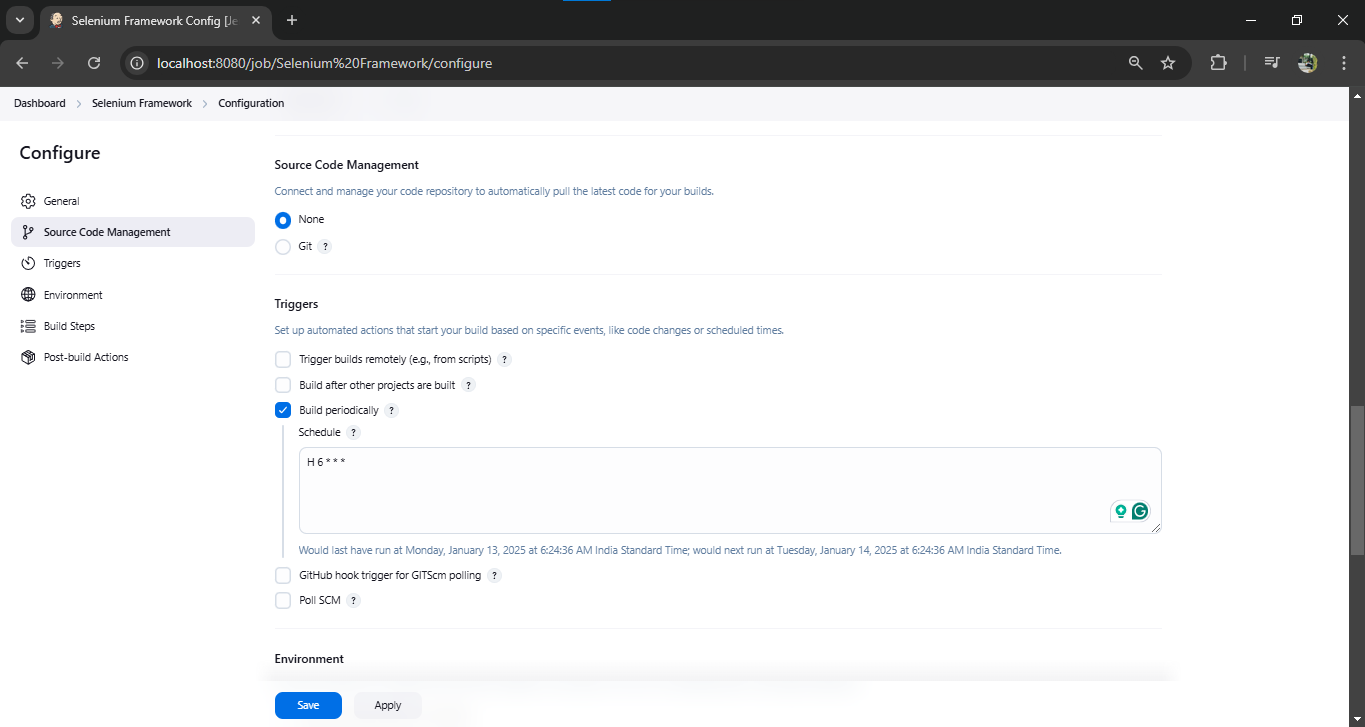 Selenium Framework Config [Je
localhost:8080/job/Selenium%20Framework/configure
Dashboard > Selenium Framework > Configuration
Configure
General
Source Code Management
Triggers
Environment
Build Steps
Post-build Actions
Source Code Management
Connect and manage your code repository to automatically pull the latest code for your builds.
None
Git ?
Triggers
Set up automated actions that start your build based on specific events, like code changes or scheduled times.
Trigger builds remotely (e.g., from scripts) ?
Build after other projects are built ?
Build periodically ?
Schedule ?
H 6 * * *
Would last have run at Monday, January 13, 2025 at 6:24:36 AM India Standard Time; would next run at Tuesday, January 14, 2025 at 6:24:36 AM India Standard Time.
GitHub hook trigger for GITScm polling ?
Poll SCM ?
Environment
Save
Apply